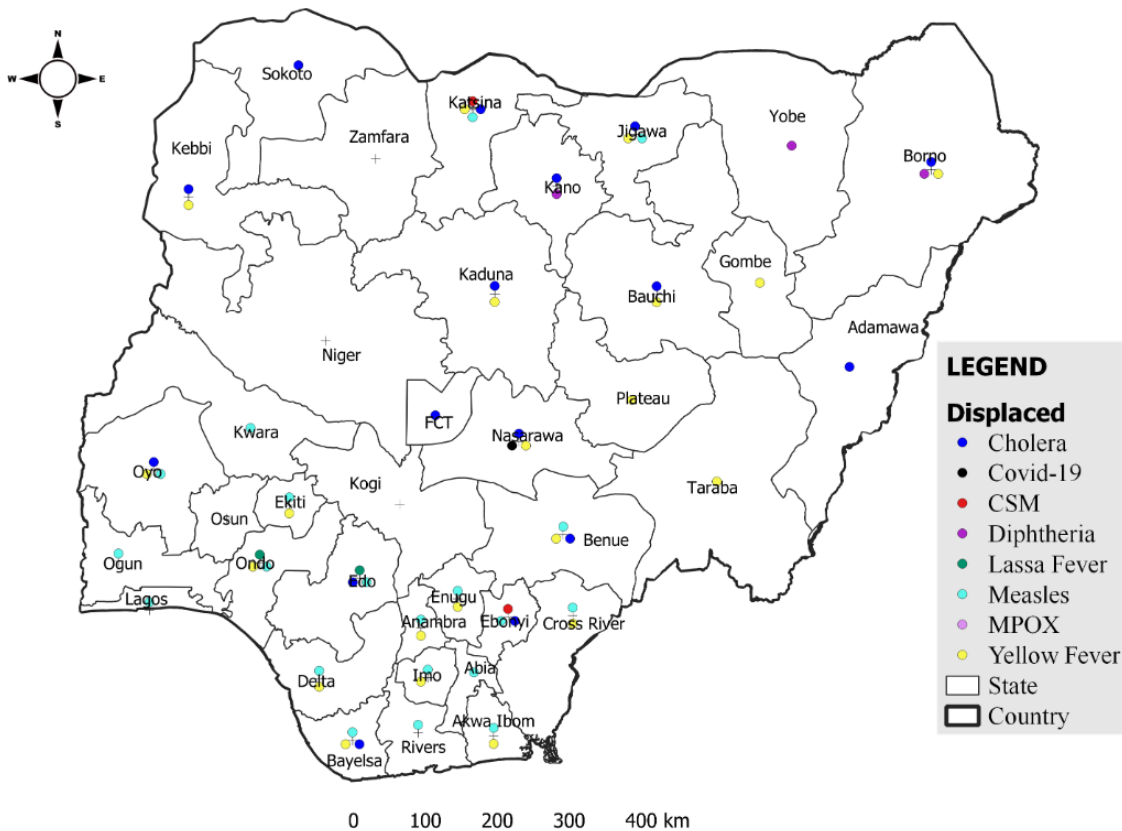 N
W E
S
Sokoto
Katsina
Zamfara
Jigawa
Yobe
Kebbi
Borno
Kano
Gombe
Kaduna
Bauchi
Adamawa
Niger
Plateau
FCT
Nasarawa
Kwara
Oyo
Kogi
Taraba
Ekiti
Osun
Benue
Ogun
Ondo
Edo
Lagos
Enugu
Anambra
Ebonyi
Cross River
Delta
Imo
Abia
Akwa Ibom
Rivers
Bayelsa
LEGEND
Displaced
Cholera
Covid-19
CSM
Diphtheria
Lassa Fever
Measles
MPOX
Yellow Fever
State
Country
0 100 200 300 400 km